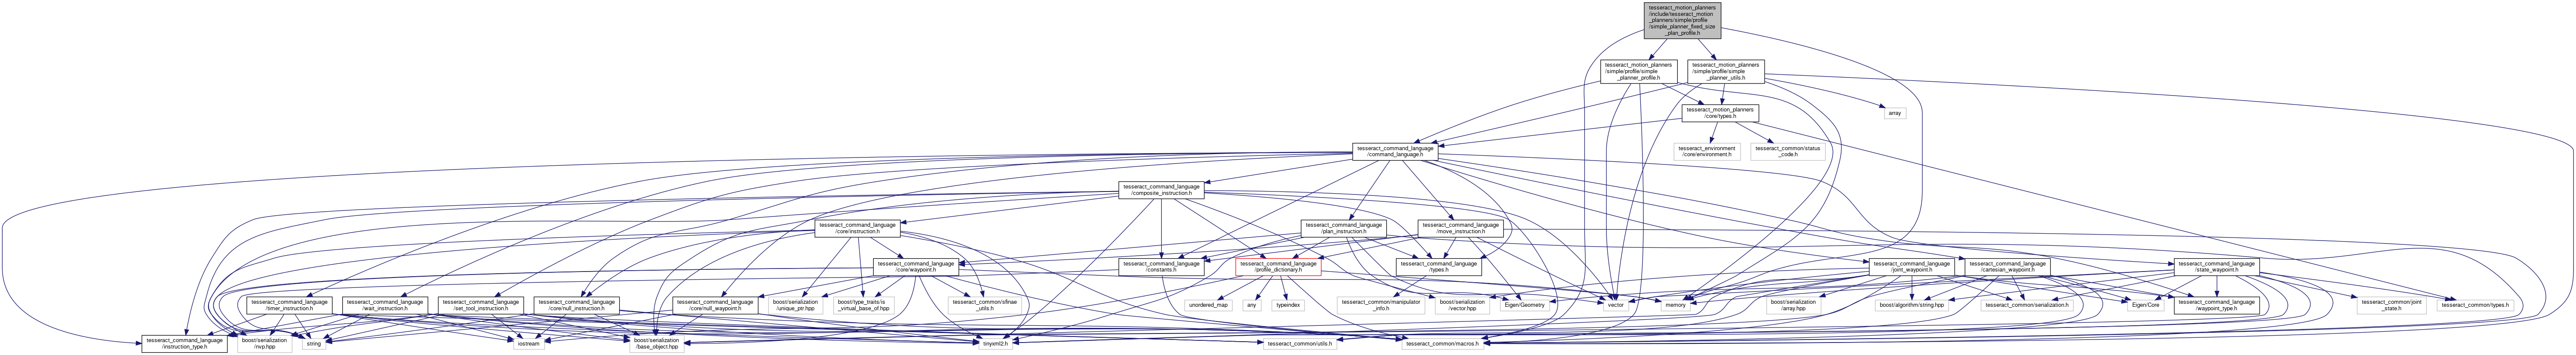 tesseract_motion_planners
/include/tesseract_motion
_planners/simple/profile
/simple_planner_fixed_size
_plan_profile.h
tesseract_motion_planners
/simple/profile/simple
_planner_profile.h
tesseract_motion_planners
/simple/profile/simple
_planner_utils.h
tesseract_motion_planners
/core/types.h
array
tesseract_command_language
/command_language.h
tesseract_environment
/core/environment.h
tesseract_common/status
_code.h
tesseract_command_language
/composite_instruction.h
tesseract_command_language
/core/instruction.h
tesseract_command_language
/plan_instruction.h
tesseract_command_language
/move_instruction.h
tesseract_command_language
/core/waypoint.h
tesseract_command_language
/constants.h
tesseract_command_language
/profile_dictionary.h
tesseract_command_language
/types.h
tesseract_command_language
/joint_waypoint.h
tesseract_command_language
/cartesian_waypoint.h
tesseract_command_language
/state_waypoint.h
tesseract_command_language
/timer_instruction.h
tesseract_command_language
/wait_instruction.h
tesseract_command_language
/set_tool_instruction.h
tesseract_command_language
/core/null_instruction.h
tesseract_command_language
/core/null_waypoint.h
boost/serialization
/unique_ptr.hpp
boost/type_traits/is
_virtual_base_of.hpp
tesseract_common/sfinae
_utils.h
unordered_map
any
typeindex
tesseract_common/manipulator
_info.h
boost/serialization
/vector.hpp
Eigen/Geometry
vector
memory
boost/serialization
/array.hpp
boost/algorithm/string.hpp
tesseract_common/serialization.h
Eigen/Core
tesseract_command_language
/waypoint_type.h
tesseract_common/joint
_state.h
tesseract_common/types.h
tesseract_command_language
/instruction_type.h
boost/serialization
/nvp.hpp
string
iostream
boost/serialization
/base_object.hpp
tinyxml2.h
tesseract_common/utils.h
tesseract_common/macros.h